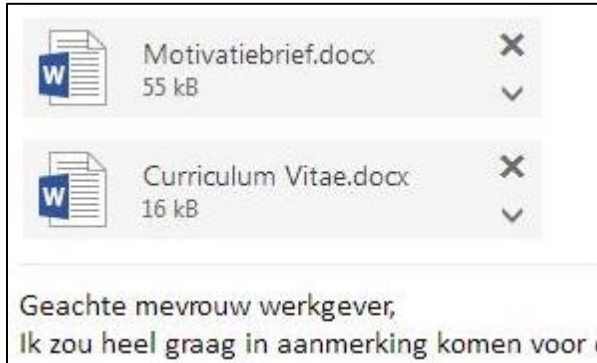 Motivatiebrief.docx
55 kB
Curriculum Vitae.docx
16 kB
Geachte mevrouw werkgever,
Ik zou heel graag in aanmerking komen voor